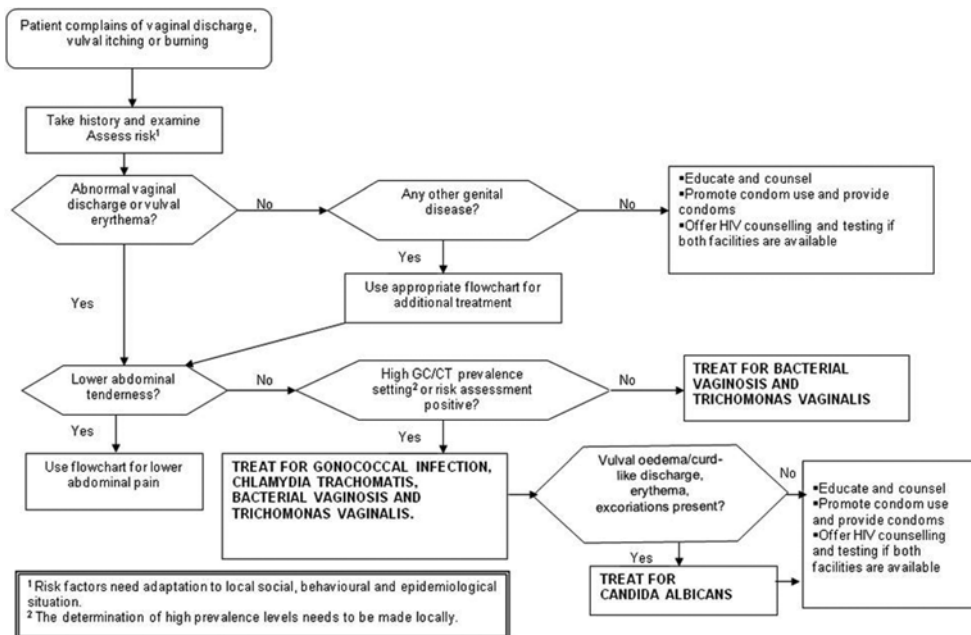 Patient complains of vaginal discharge,
vulval itching or burning
Take history and examine
Assess risk¹
Abnormal vaginal
discharge or vulval
eryrthema?
No
Any other genital
disease?
No
▪Educate and counsel
▪Promote condom use and provide
condoms
▪Offer HIV counselling and testing if
both facilities are available
Yes
Use appropriate flowchart for
additional treatment
Yes
Lower abdominal
tenderness?
No
High GC/CT prevalence
setting² or risk assessment
positive?
No
TREAT FOR BACTERIAL
VAGINOSIS AND
TRICHOMONAS VAGINALIS
Yes
Use flowchart for lower
abdominal pain
Yes
TREAT FOR GONOCOCCAL INFECTION,
CHLAMYDIA TRACHOMATIS,
BACTERIAL VAGINOSIS AND
TRICHOMONAS VAGINALIS.
Vulval oedema/curd-
like discharge,
erythema,
excoriations present?
No
▪Educate and counsel
▪Promote condom use
and provide condoms
▪Offer HIV counselling
and testing if both
facilities are available
Yes
TREAT FOR
CANDIDA ALBICANS
¹ Risk factors need adaptation to local social, behavioural and epidemiological
situation.
² The determination of high prevalence levels needs to be made locally.